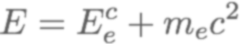 $E = E_e^c + m_e c^2$